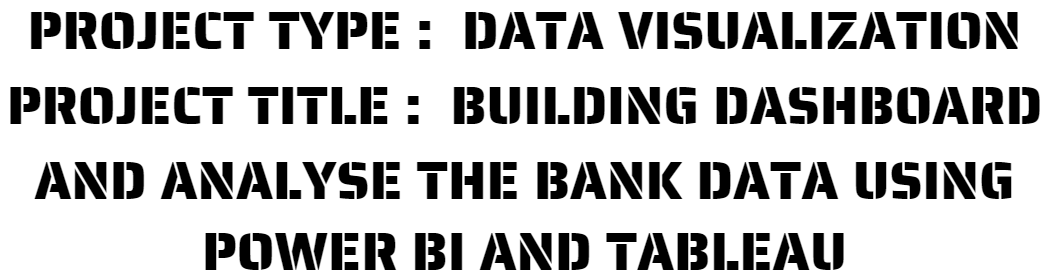 PROJECT TYPE : DATA VISUALIZATION
PROJECT TITLE : BUILDING DASHBOARD
AND ANALYSE THE BANK DATA USING
POWER BI AND TABLEAU